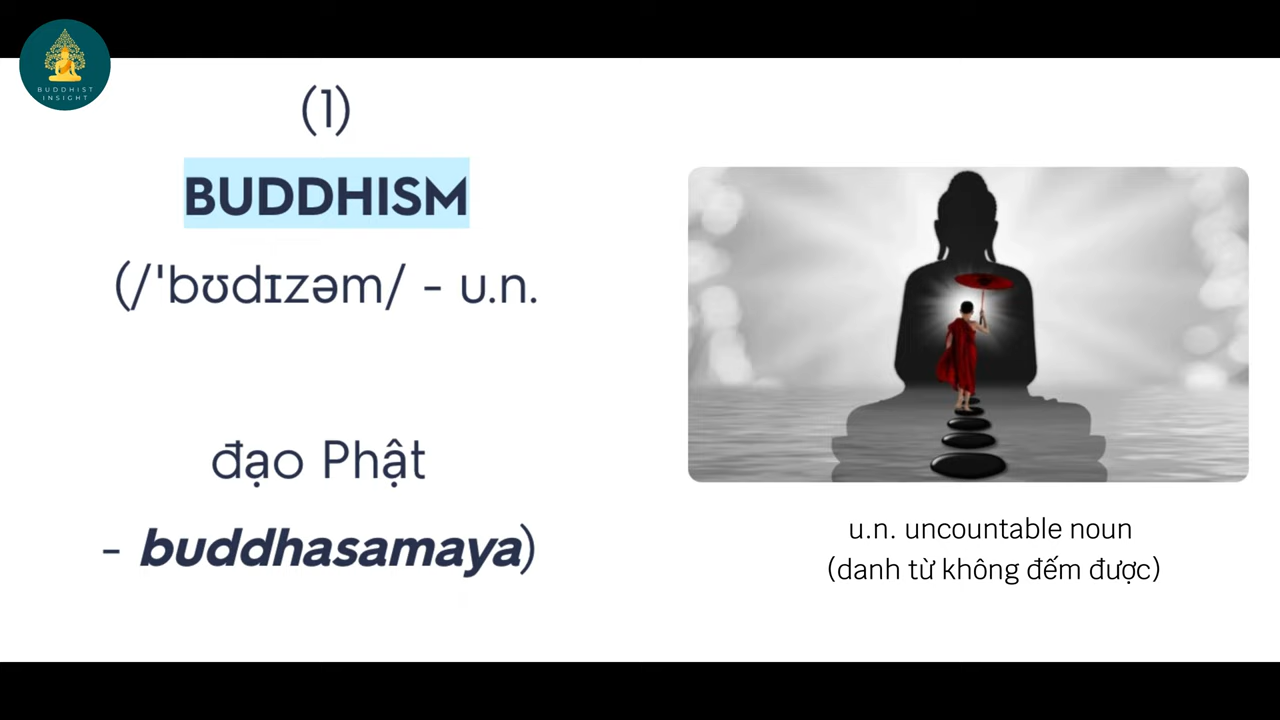 BUDDHIST
INSIGHT
(1)
BUDDHISM
(/ˈbʊdɪzəm/ - u.n.
đạo Phật
- buddhasamaya)
u.n. uncountable noun
(danh từ không đếm được)